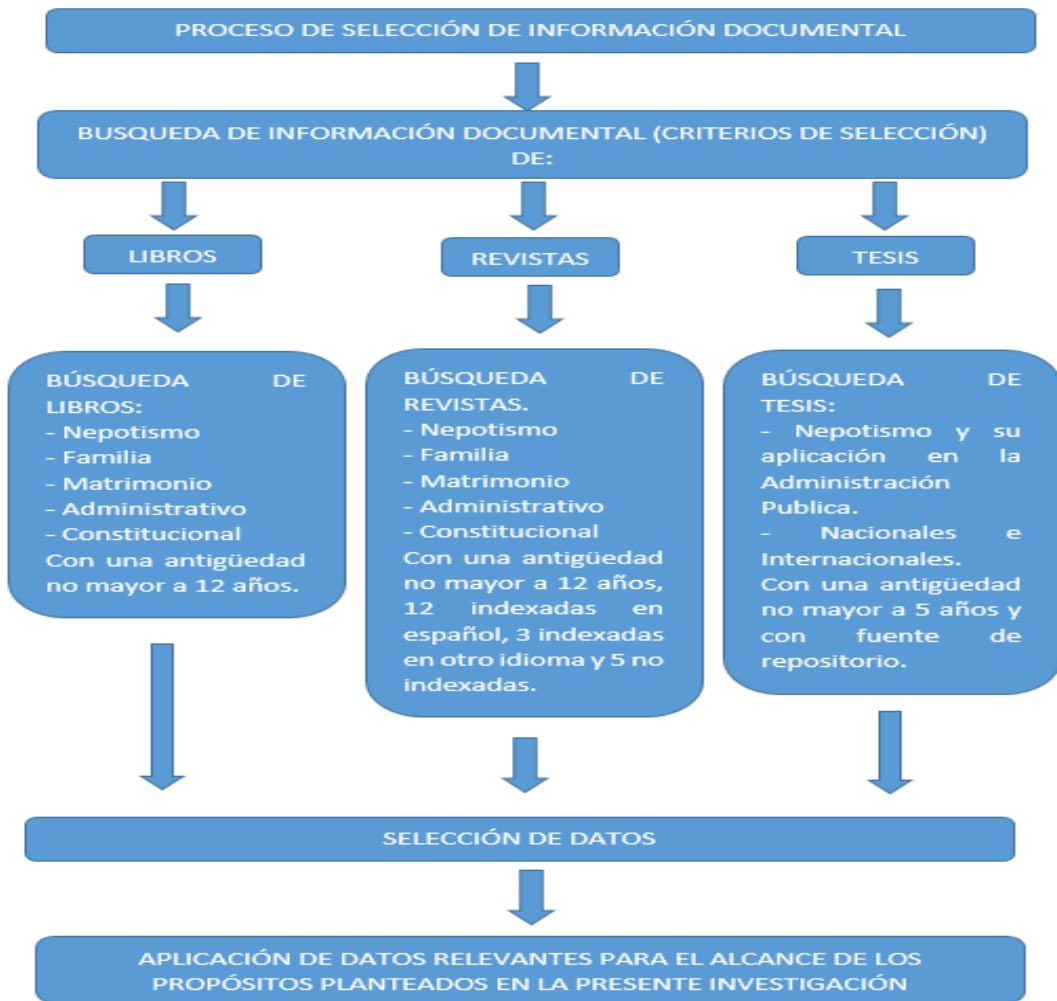 PROCESO DE SELECCIÓN DE INFORMACIÓN DOCUMENTAL
BUSQUEDA DE INFORMACIÓN DOCUMENTAL (CRITERIOS DE SELECCIÓN)
DE:
LIBROS
REVISTAS
TESIS
BÚSQUEDA DE
LIBROS:
- Nepotismo
- Familia
- Matrimonio
- Administrativo
- Constitucional
Con una antigüedad
no mayor a 12 años.
BÚSQUEDA DE
REVISTAS.
- Nepotismo
- Familia
- Matrimonio
- Administrativo
- Constitucional
Con una antigüedad
no mayor a 12 años,
12 indexadas en
español, 3 indexadas
en otro idioma y 5 no
indexadas.
BÚSQUEDA DE
TESIS:
- Nepotismo y su
aplicación en la
Administración
Publica.
- Nacionales e
Internacionales.
Con una antigüedad
no mayor a 5 años y
con fuente de
repositorio.
SELECCIÓN DE DATOS
APLICACIÓN DE DATOS RELEVANTES PARA EL ALCANCE DE LOS
PROPÓSITOS PLANTEADOS EN LA PRESENTE INVESTIGACIÓN